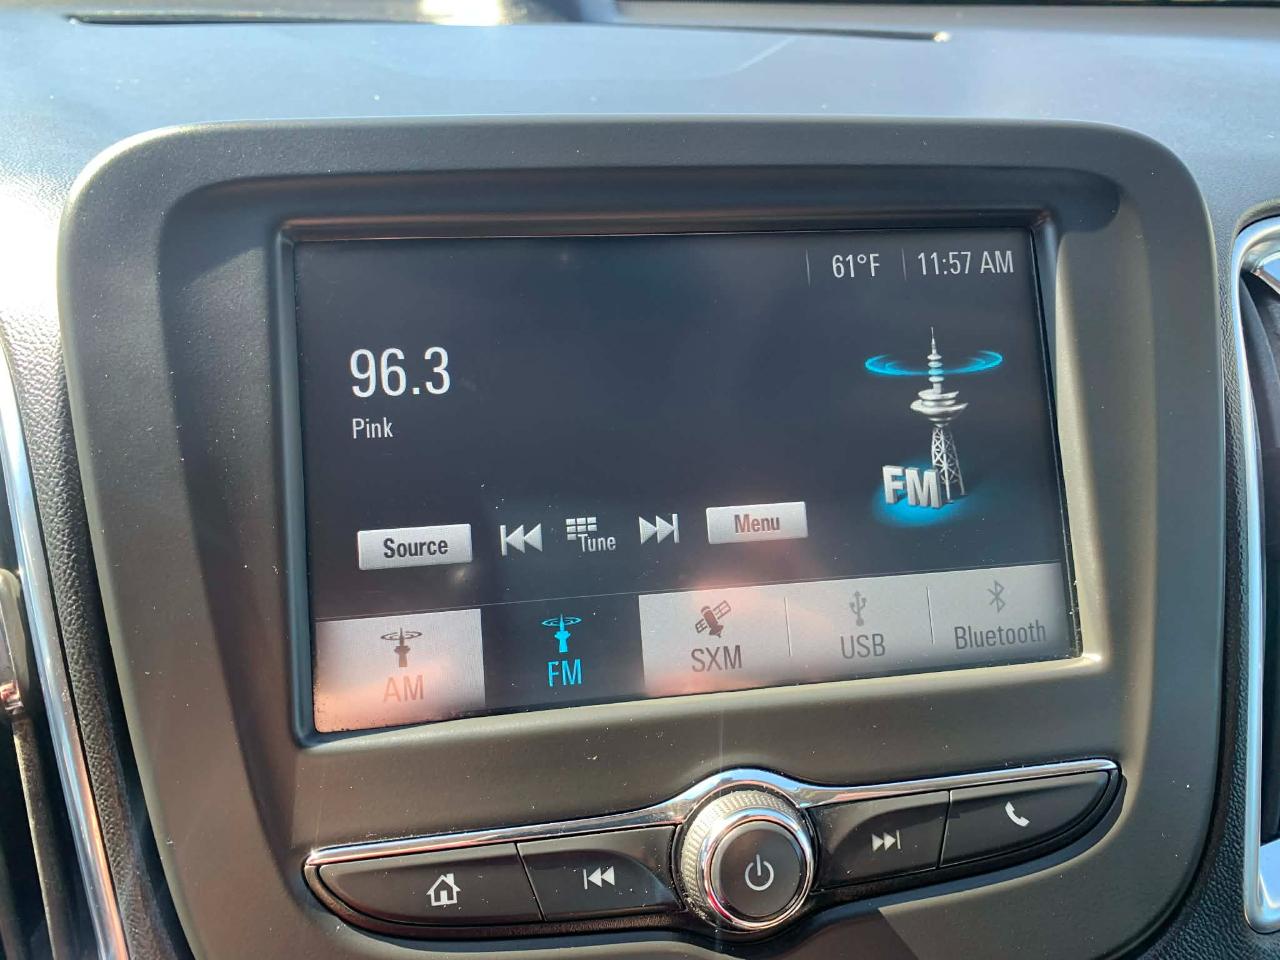 61°F 11:57 AM
96.3
Pink
FM
Source Tune Menu
AM FM SXM USB Bluetooth